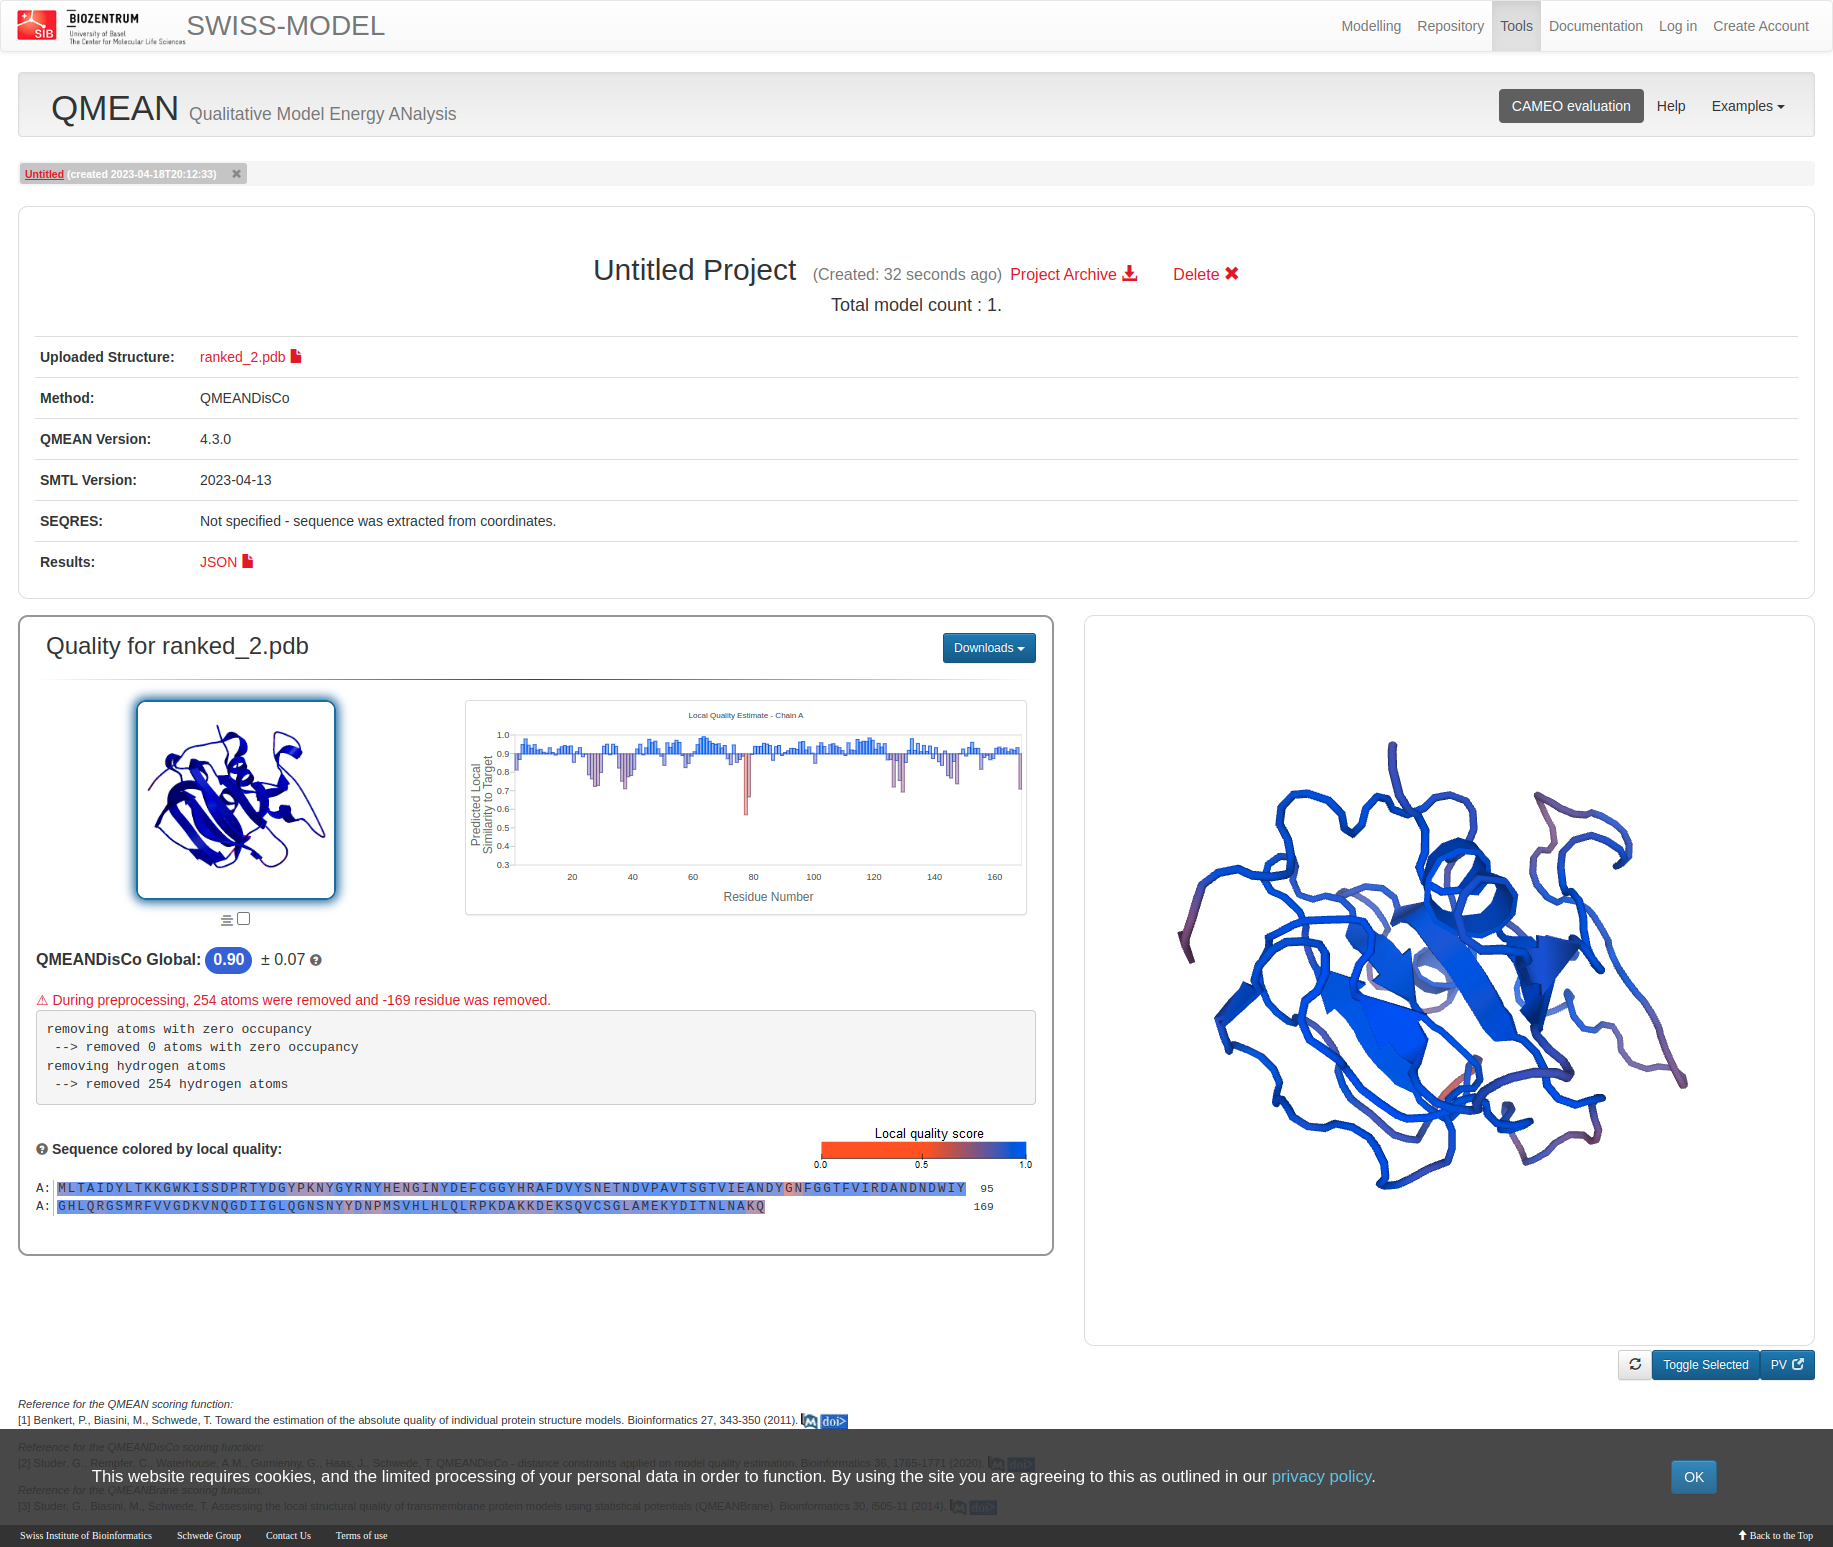 SIB
BIOZENTRUM
University of Basel
The Center for Molecular Life Sciences
SWISS-MODEL
Modelling
Repository
Tools
Documentation
Log in
Create Account
QMEAN Qualitative Model Energy ANalysis
CAMEO evaluation
Help
Examples
Untitled (created 2023-04-18T20:12:33)
Untitled Project (Created: 32 seconds ago) Project Archive Delete
Total model count : 1.
Uploaded Structure: ranked_2.pdb
Method: QMEANDisCo
QMEAN Version: 4.3.0
SMTL Version: 2023-04-13
SEQRES: Not specified - sequence was extracted from coordinates.
Results: JSON
Quality for ranked_2.pdb
Downloads
Local Quality Estimate - Chain A
Predicted Local
Similarity to Target
1.0
0.9
0.8
0.7
0.6
0.5
0.4
0.3
20 40 60 80 100 120 140 160
Residue Number
QMEANDisCo Global: 0.90 ± 0.07
⚠ During preprocessing, 254 atoms were removed and -169 residue was removed.
removing atoms with zero occupancy
--> removed 0 atoms with zero occupancy
removing hydrogen atoms
--> removed 254 hydrogen atoms
Sequence colored by local quality:
Local quality score
0.0 0.5 1.0
A: MLTAIDYLTKKGWKISSDPRTYDGYPKNYGYRNYHENGINYDEFCGGYHRAFDVYSNETNDVPAVTSGTVIEANDYGNFGGTFVIRDANDNDWIY 95
A: GHLQRGSMRFVVGDKVNQGDIIGLQGNSNYYDNPMSVHLHLQLRPKDAKKDEKSQVCSGLAMEKYDITNLNAKQ 169
Toggle Selected
PV
Reference for the QMEAN scoring function:
[1] Benkert, P., Biasini, M., Schwede, T. Toward the estimation of the absolute quality of individual protein structure models. Bioinformatics 27, 343-350 (2011). doi>
Reference for the QMEANDisCo scoring function:
[2] Studer, G., Rempfer, C., Waterhouse, A.M., Gumienny, G., Haas, J., Schwede, T. QMEANDisCo - distance constraints applied on model quality estimation. Bioinformatics 36, 1765-1771 (2020). doi>
This website requires cookies, and the limited processing of your personal data in order to function. By using the site you are agreeing to this as outlined in our privacy policy.
OK
Reference for the QMEANBrane scoring function:
[3] Studer, G., Biasini, M., Schwede, T. Assessing the local structural quality of transmembrane protein models using statistical potentials (QMEANBrane). Bioinformatics 30, i505-11 (2014). doi>
Swiss Institute of Bioinformatics
Schwede Group
Contact Us
Terms of use
Back to the Top